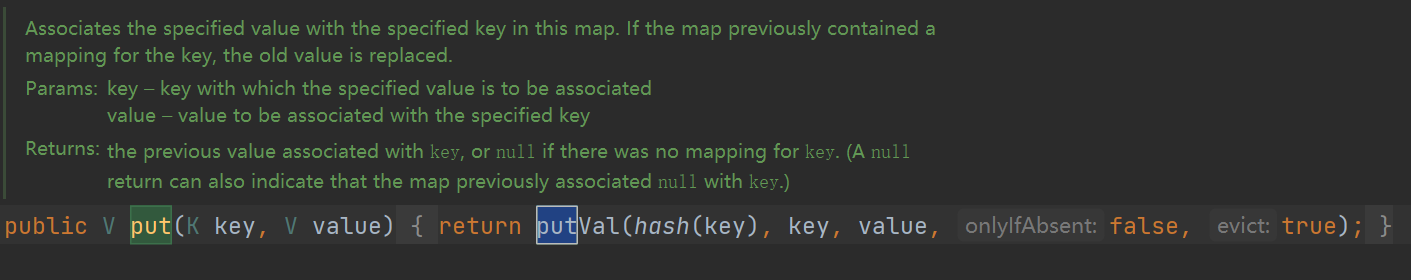 Associates the specified value with the specified key in this map. If the map previously contained a
mapping for the key, the old value is replaced.
Params: key – key with which the specified value is to be associated
value – value to be associated with the specified key
Returns: the previous value associated with key, or null if there was no mapping for key. (A null
return can also indicate that the map previously associated null with key.)
public V put(K key, V value) { return putVal(hash(key), key, value, onlyIfAbsent: false, evict: true); }